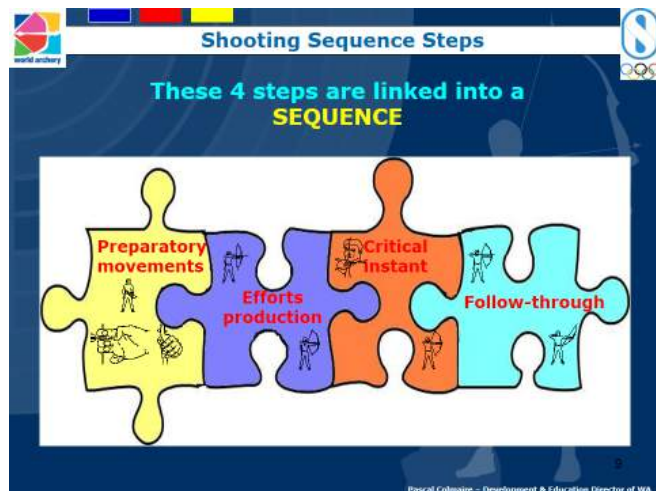 world archery
Shooting Sequence Steps
These 4 steps are linked into a
SEQUENCE
Preparatory
movements
Efforts
production
Critical
instant
Follow-through
9
Pascal Colmaire – Development & Education Director of WA